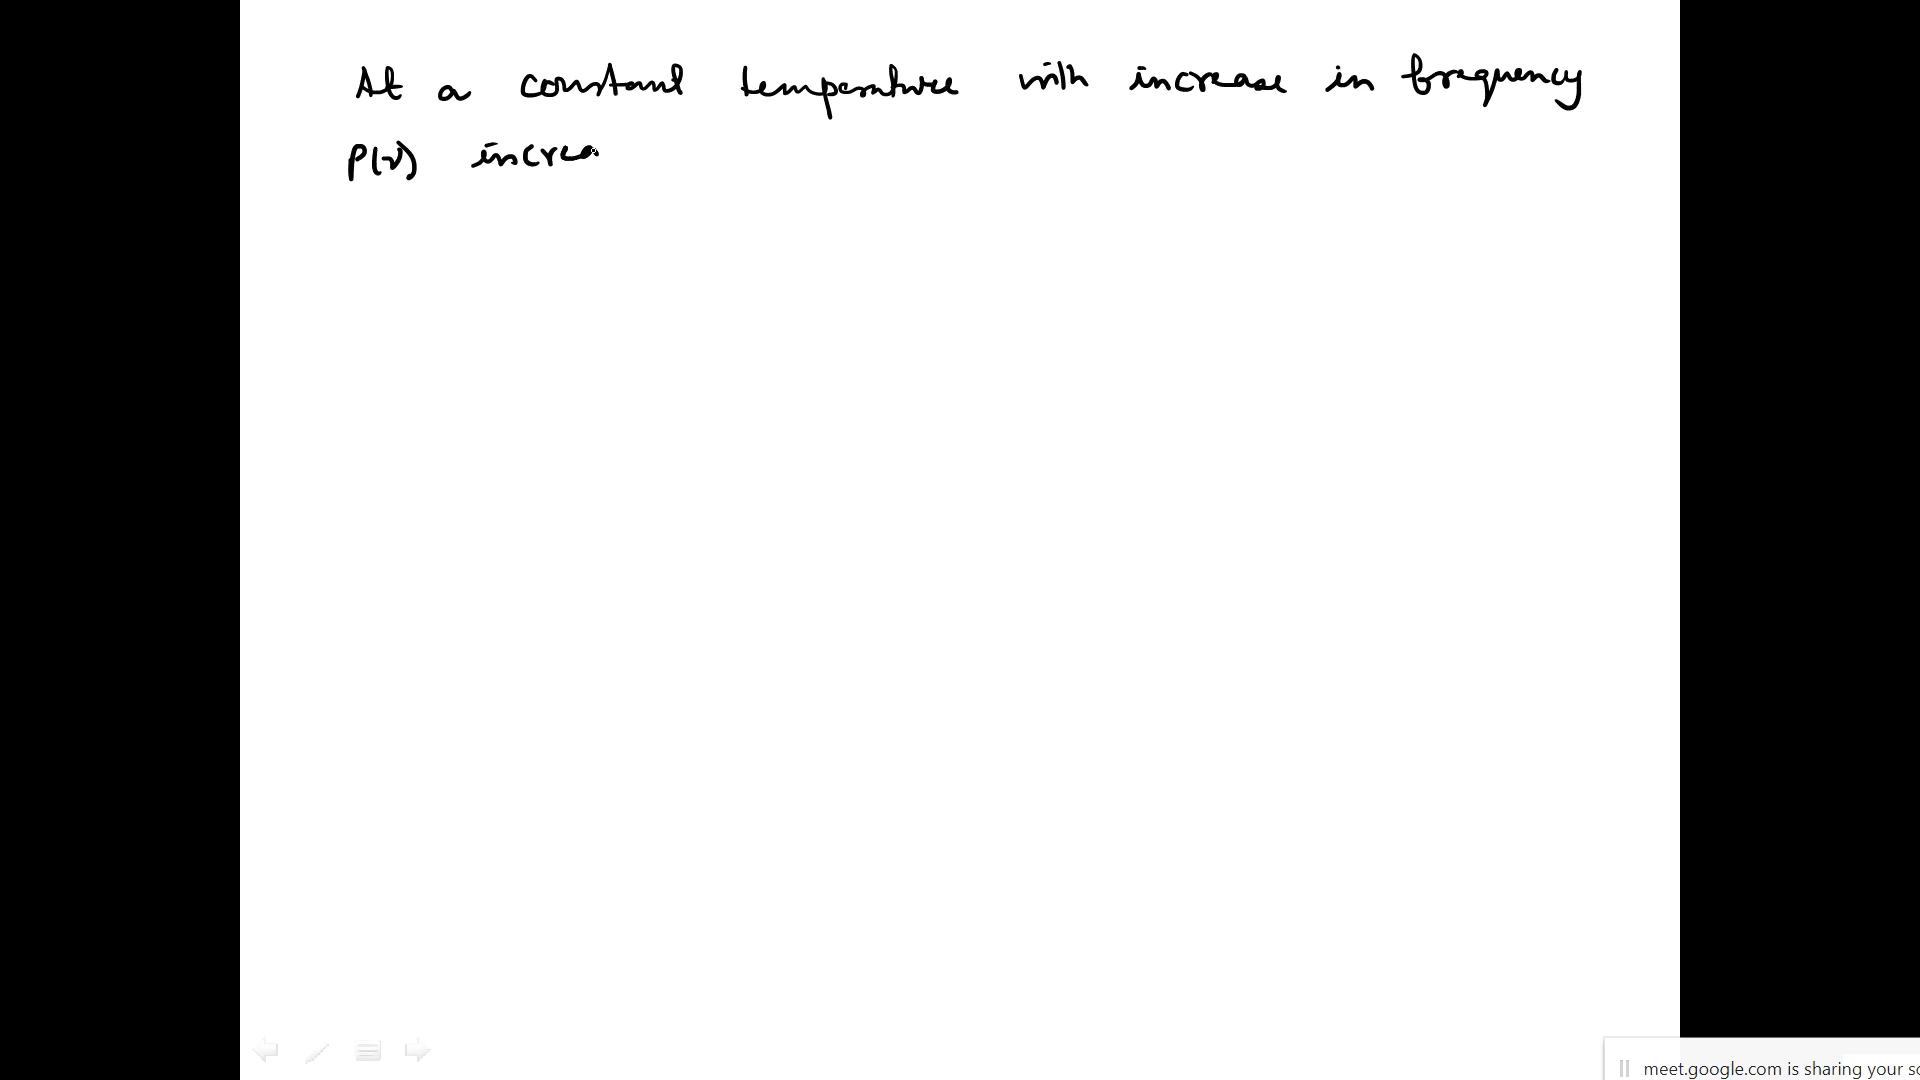 At a constant temperature with increase in frequency
P(ν) increa
meet.google.com is sharing your sc